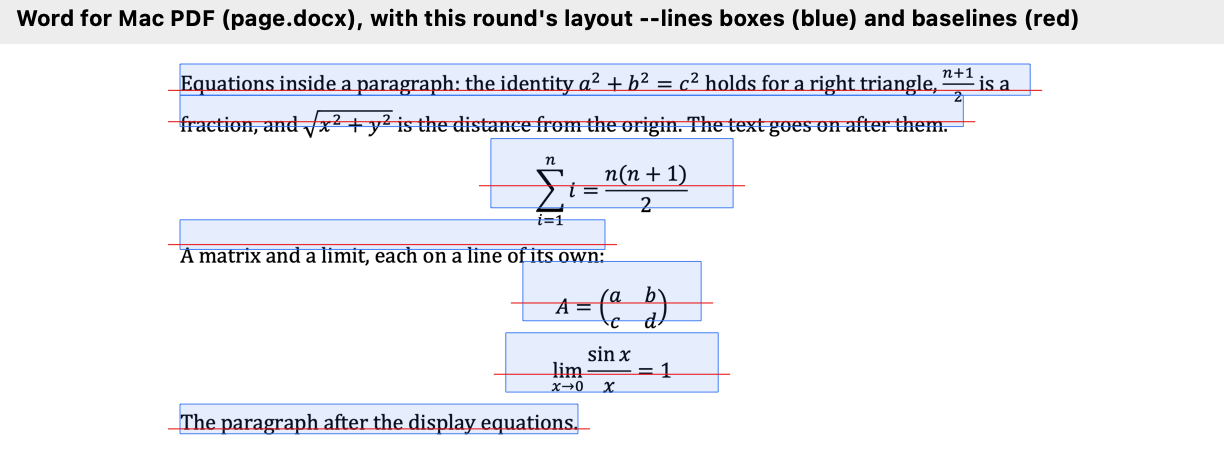 Word for Mac PDF (page.docx), with this round's layout --lines boxes (blue) and baselines (red)
Equations inside a paragraph: the identity a² + b² = c² holds for a right triangle, (n+1)/2 is a
fraction, and √(x² + y²) is the distance from the origin. The text goes on after them.
∑_{i=1}^{n} i = n(n + 1)/2
A matrix and a limit, each on a line of its own:
A = (a b
c d)
lim_{x→0} sin x / x = 1
The paragraph after the display equations.